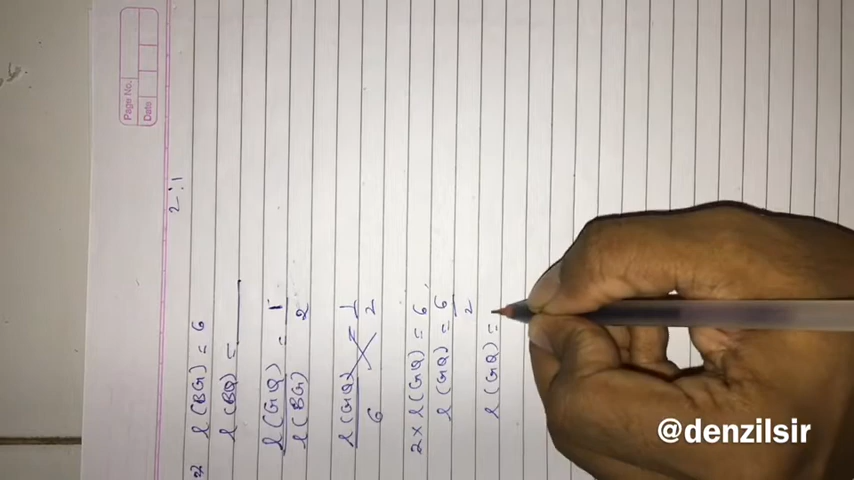 Page No.
Date
2:1
l(BG) = 6
l(BQ) =
l(GQ) / l(BG) = 1 / 2
l(GQ) / 6 = 1 / 2
2 x l(GQ) = 6
l(GQ) = 6 / 2
l(GQ) =
@denzilsir